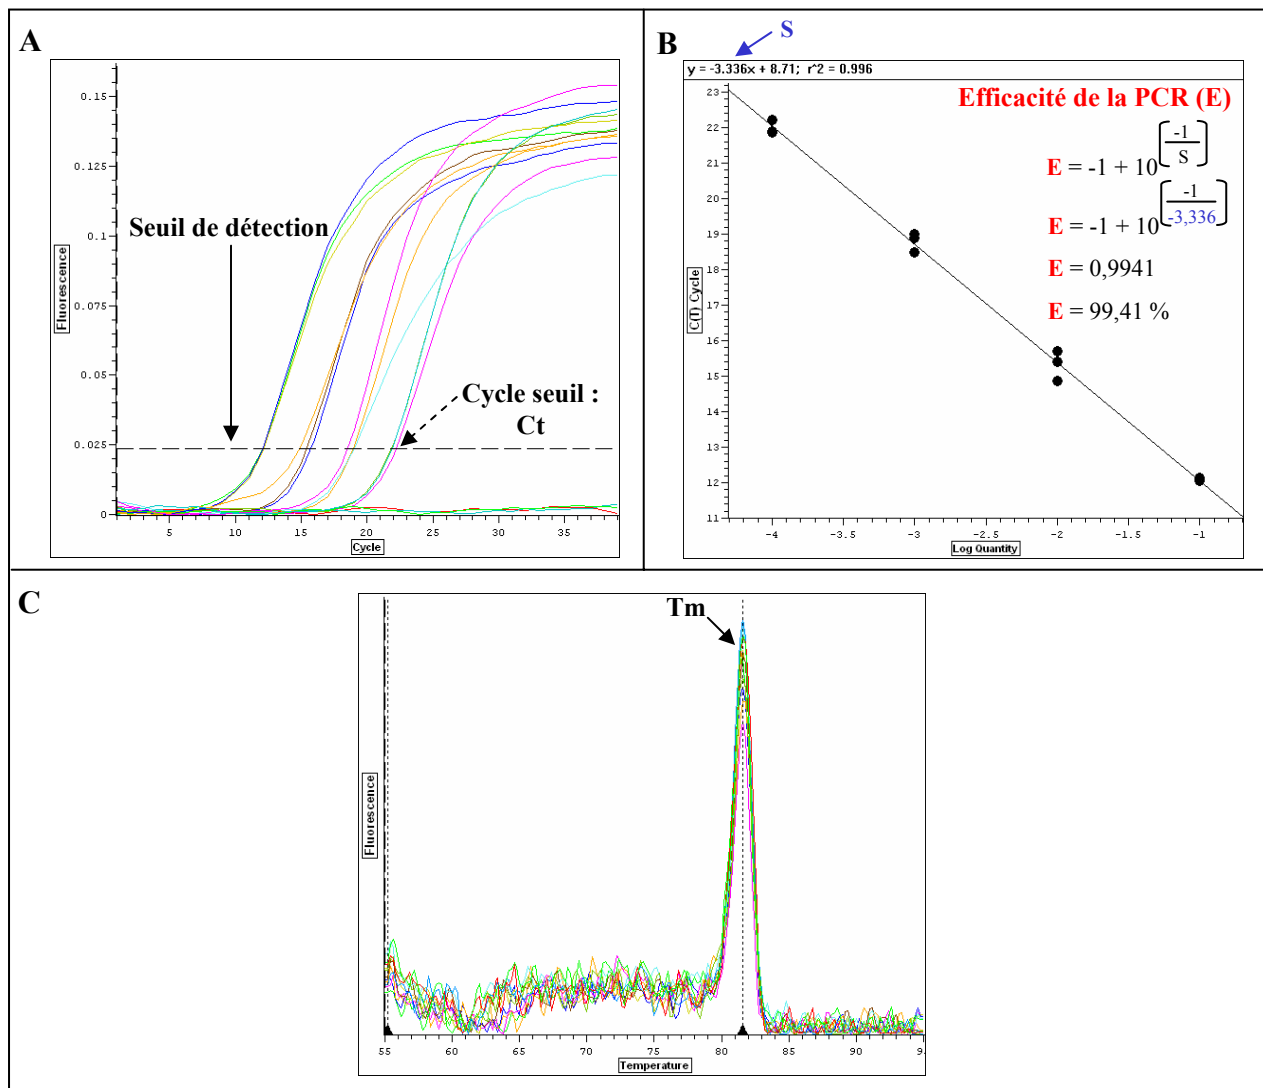 A
0.15
0.125
0.1
0.075
0.05
0.025
0
Fluorescence
Seuil de détection
Cycle seuil :
Ct
5 10 15 20 25 30 35
Cycle
B
S
y = -3.336x + 8.71; r^2 = 0.996
Efficacité de la PCR (E)
E = -1 + 10 [-1 / S]
E = -1 + 10 [-1 / -3,336]
E = 0,9941
E = 99,41 %
23
22
21
20
19
18
17
16
15
14
13
12
11
C(T) Cycle
-4 -3.5 -3 -2.5 -2 -1.5 -1
Log Quantity
C
Tm
Fluorescence
55 60 65 70 75 80 85 90 9
Temperature